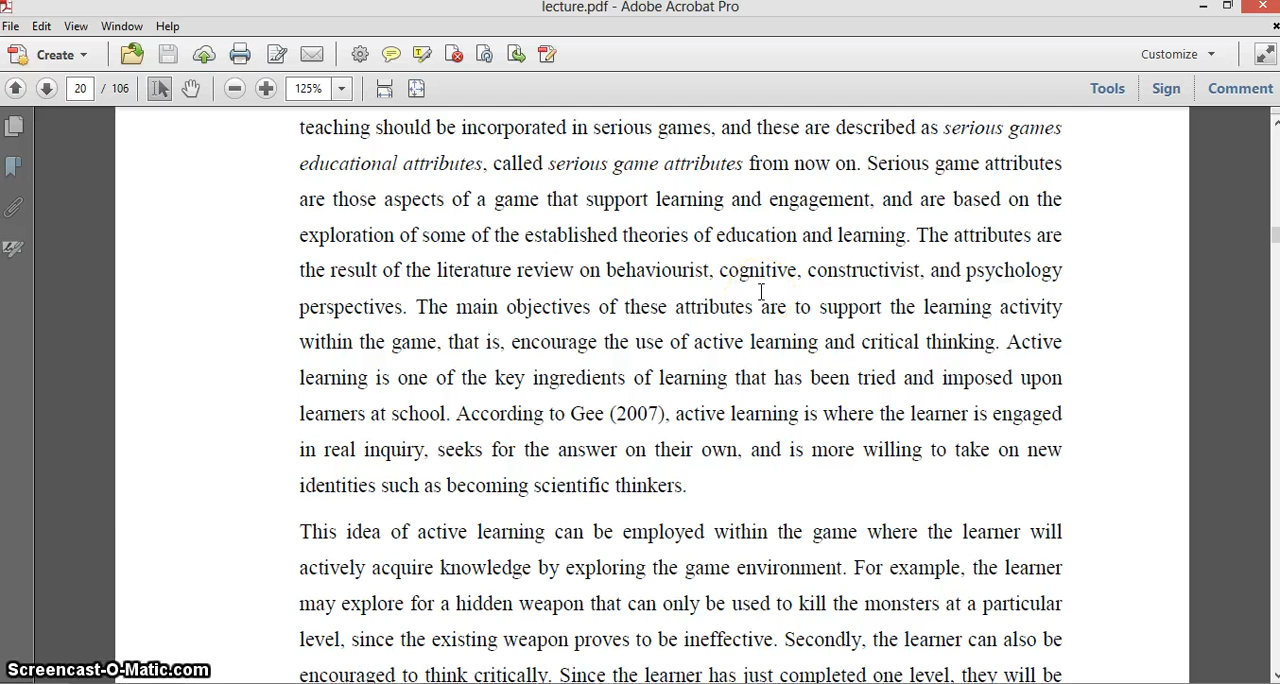 lecture.pdf - Adobe Acrobat Pro
File Edit View Window Help
Create Customize
20 / 106 125% Tools Sign Comment
teaching should be incorporated in serious games, and these are described as serious games
educational attributes, called serious game attributes from now on. Serious game attributes
are those aspects of a game that support learning and engagement, and are based on the
exploration of some of the established theories of education and learning. The attributes are
the result of the literature review on behaviourist, cognitive, constructivist, and psychology
perspectives. The main objectives of these attributes are to support the learning activity
within the game, that is, encourage the use of active learning and critical thinking. Active
learning is one of the key ingredients of learning that has been tried and imposed upon
learners at school. According to Gee (2007), active learning is where the learner is engaged
in real inquiry, seeks for the answer on their own, and is more willing to take on new
identities such as becoming scientific thinkers.
This idea of active learning can be employed within the game where the learner will
actively acquire knowledge by exploring the game environment. For example, the learner
may explore for a hidden weapon that can only be used to kill the monsters at a particular
level, since the existing weapon proves to be ineffective. Secondly, the learner can also be
encouraged to think critically. Since the learner has just completed one level, they will be
Screencast-O-Matic.com